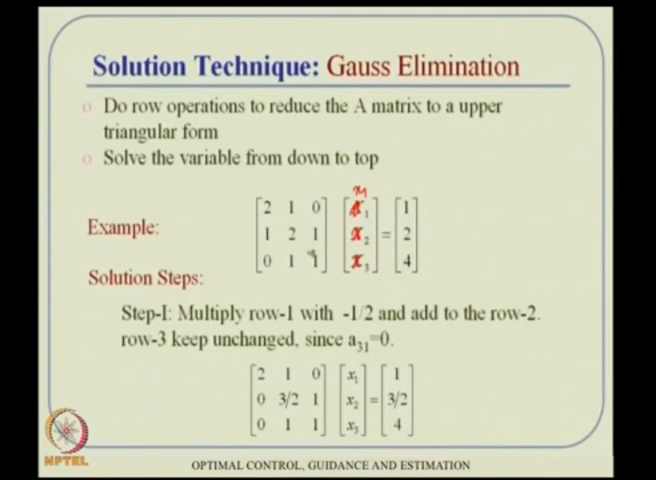 Solution Technique: Gauss Elimination
Do row operations to reduce the A matrix to a upper
triangular form
Solve the variable from down to top
Example:
2 1 0 x1 1
1 2 1 x2 = 2
0 1 1 x3 4
Solution Steps:
Step-I: Multiply row-1 with -1/2 and add to the row-2.
row-3 keep unchanged, since a31=0.
2 1 0 x1 1
0 3/2 1 x2 = 3/2
0 1 1 x3 4
NPTEL
OPTIMAL CONTROL, GUIDANCE AND ESTIMATION